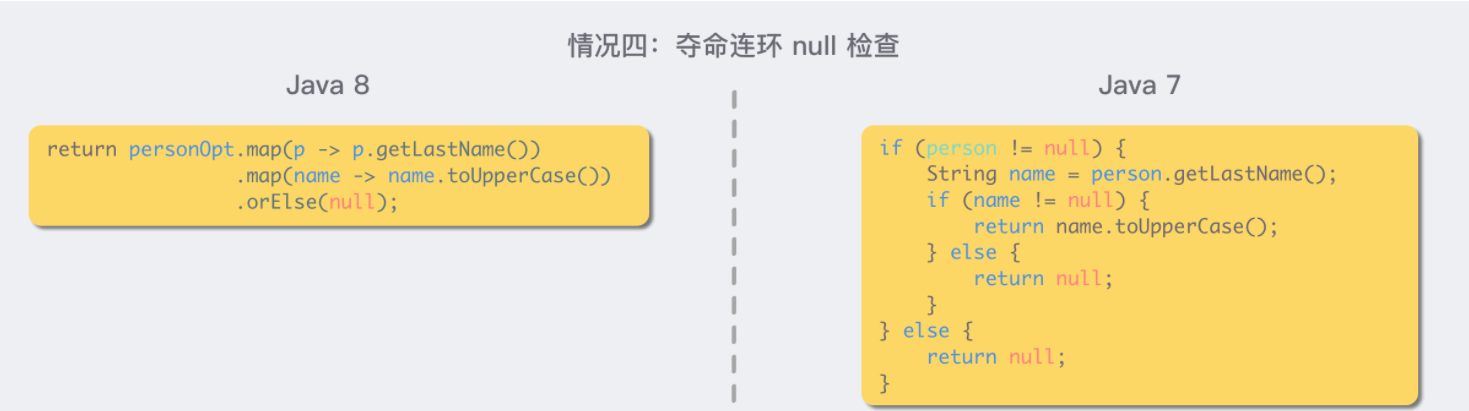 情况四：夺命连环 null 检查
Java 8
return personOpt.map(p -> p.getLastName())
                .map(name -> name.toUpperCase())
                .orElse(null);
Java 7
if (person != null) {
    String name = person.getLastName();
    if (name != null) {
        return name.toUpperCase();
    } else {
        return null;
    }
} else {
    return null;
}